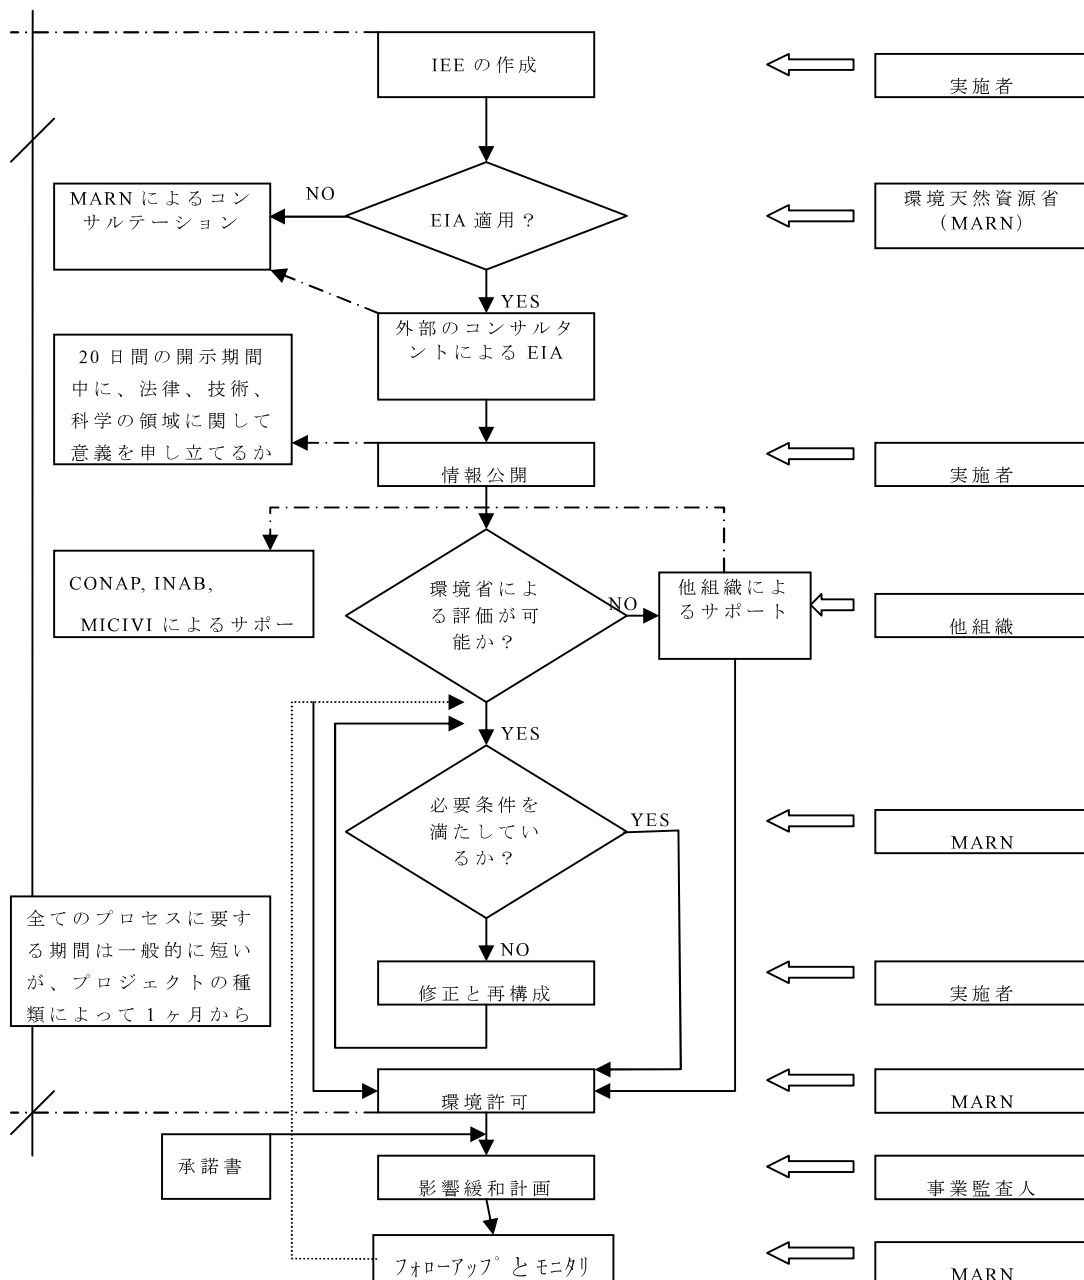 IEE の作成
実施者
NO
MARN によるコン
サルテーション
EIA 適用？
環境天然資源省
（MARN）
YES
外部のコンサルタ
ントによる EIA
20 日間の開示期間
中に、法律、技術、
科学の領域に関して
意義を申し立てるか
情報公開
実施者
CONAP, INAB,
MICIVI によるサポー
環境省によ
る評価が可
能か？
NO
他組織によ
るサポート
他組織
YES
必要条件を
満たしてい
るか？
YES
MARN
全てのプロセスに要す
る期間は一般的に短い
が、プロジェクトの種
類によって 1 ヶ月から
NO
修正と再構成
実施者
環境許可
MARN
承諾書
影響緩和計画
事業監査人
フォローアップ と モニタリ
MARN